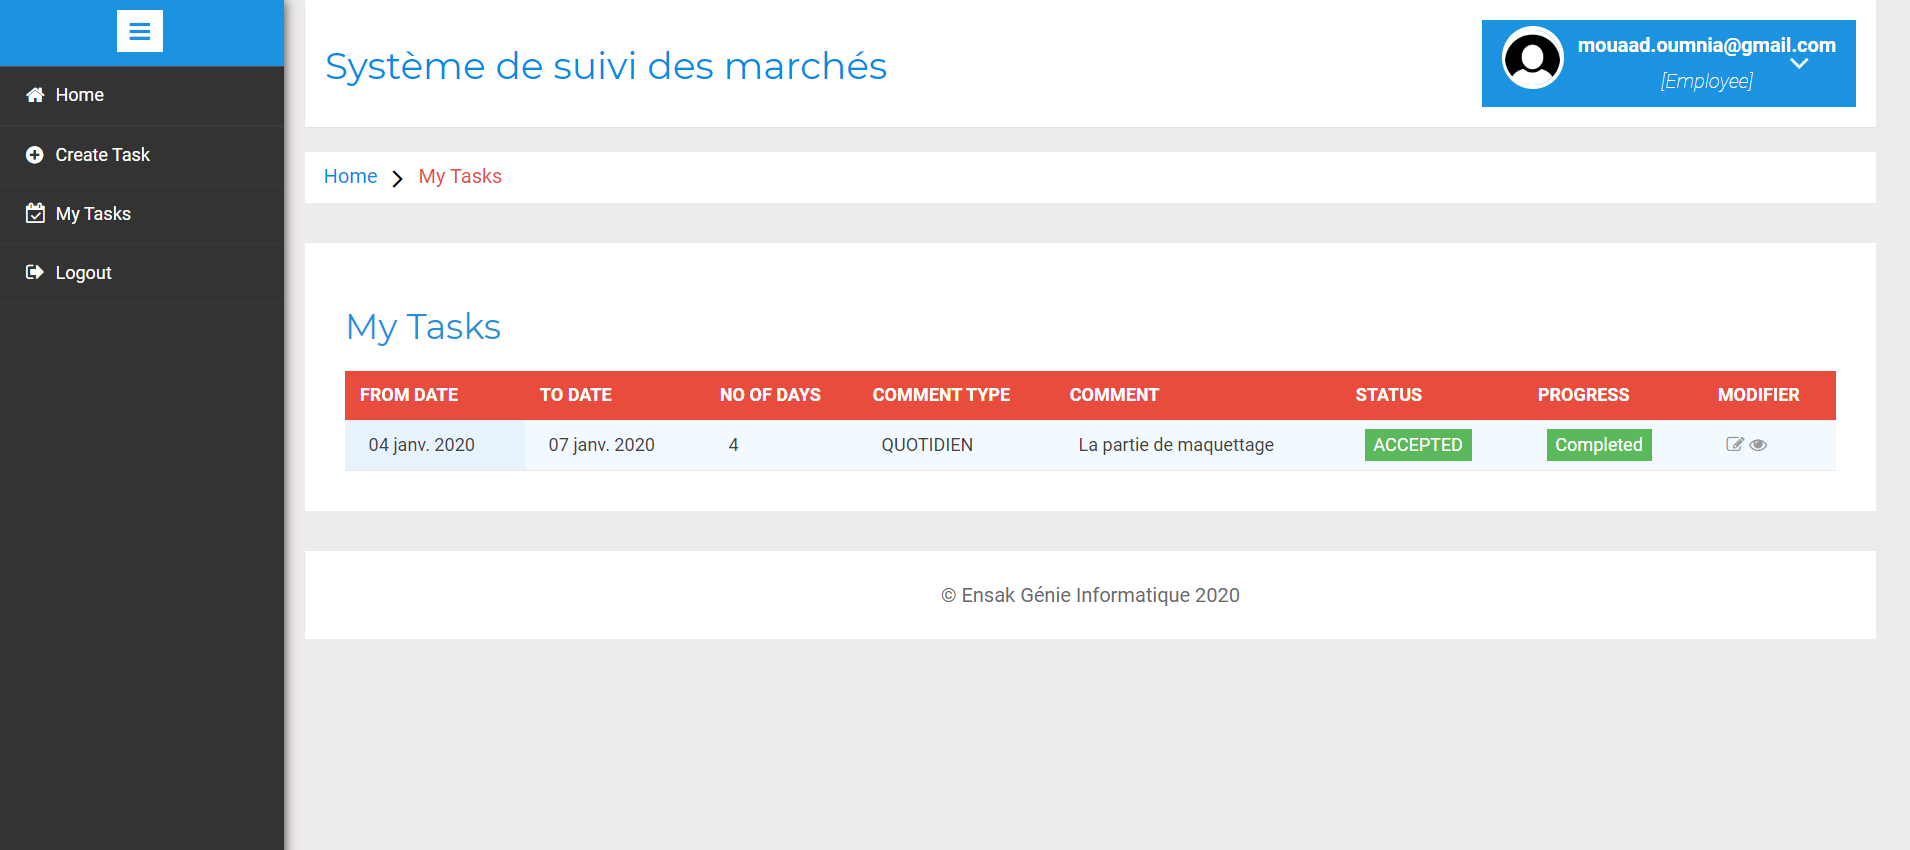 Home
Create Task
My Tasks
Logout
Système de suivi des marchés
mouaad.oumnia@gmail.com
[Employee]
Home My Tasks
My Tasks
FROM DATE TO DATE NO OF DAYS COMMENT TYPE COMMENT STATUS PROGRESS MODIFIER
04 janv. 2020 07 janv. 2020 4 QUOTIDIEN La partie de maquettage ACCEPTED Completed
© Ensak Génie Informatique 2020